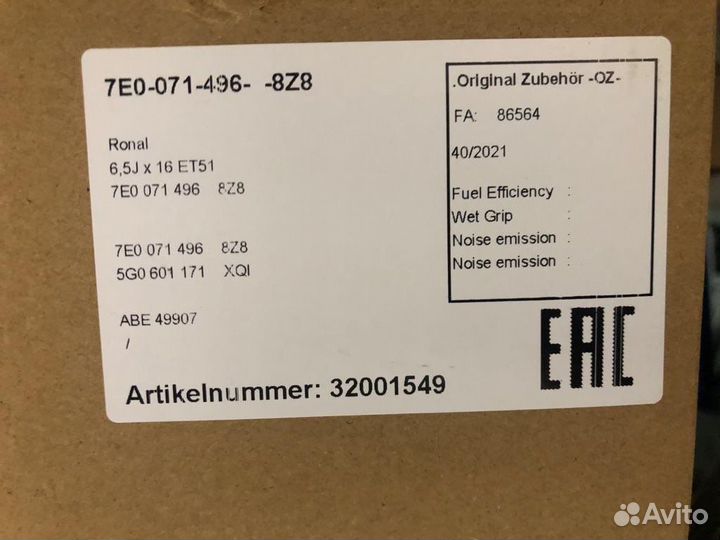 7E0-071-496- -8Z8
Ronal
6,5J x 16 ET51
7E0 071 496 8Z8
7E0 071 496 8Z8
5G0 601 171 XQI
ABE 49907
/
Artikelnummer: 32001549
.Original Zubehör -OZ-
FA: 86564
40/2021
Fuel Efficiency :
Wet Grip :
Noise emission :
Noise emission :
EAC
Avito